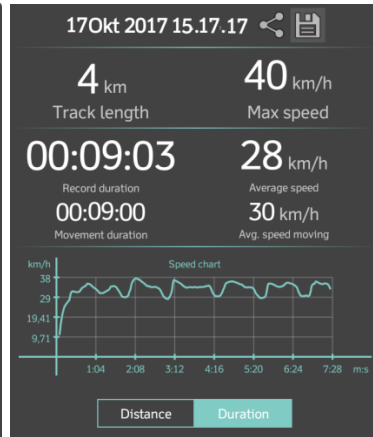 17Okt 2017 15.17.17
4 km
40 km/h
Track length
Max speed
00:09:03
28 km/h
Record duration
Average speed
00:09:00
30 km/h
Movement duration
Avg. speed moving
km/h
Speed chart
38
29
19,41
9,71
1:04 2:08 3:12 4:16 5:20 6:24 7:28 m:s
Distance
Duration